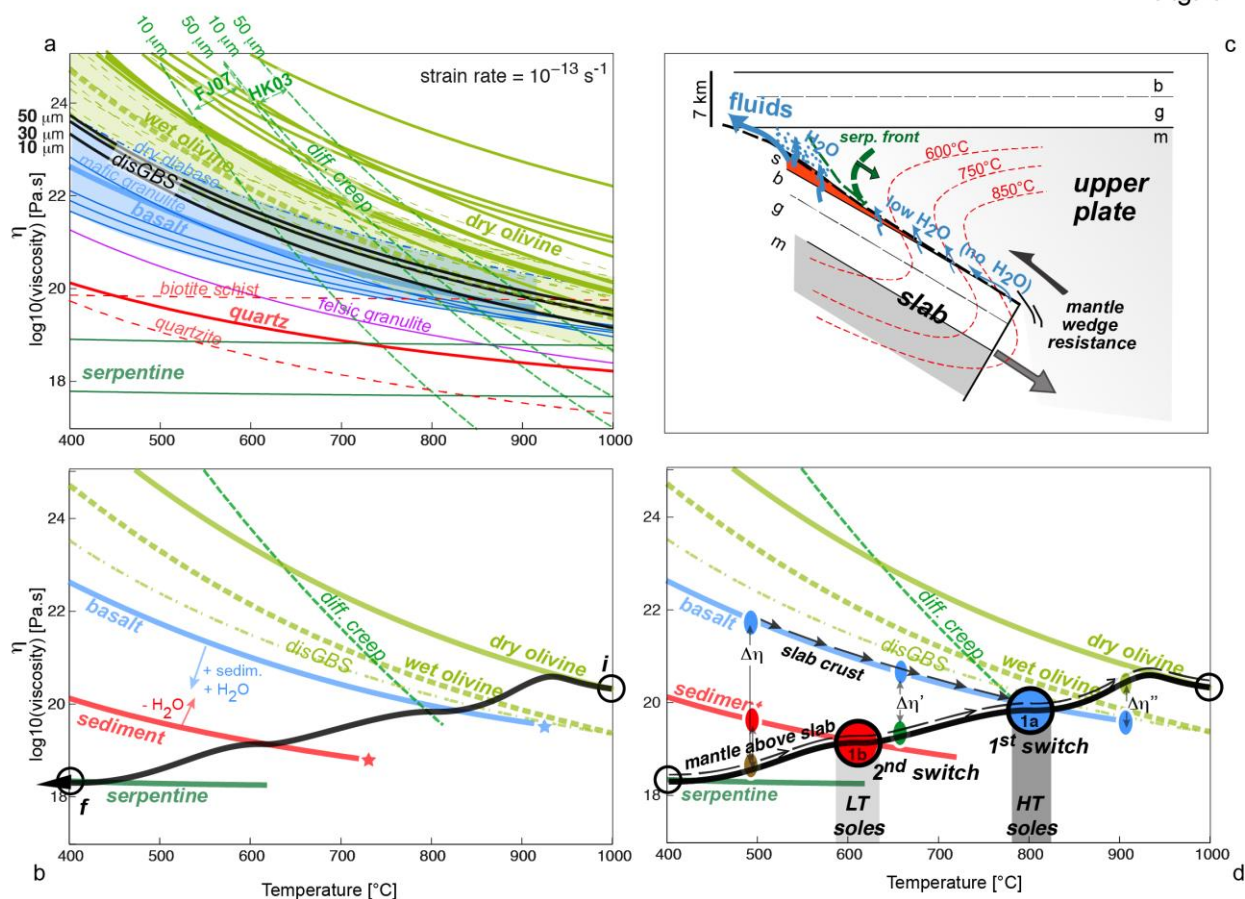 a
10 μm
50 μm
10 μm
50 μm
FJ07
HK03
strain rate = 10⁻¹³ s⁻¹
50 μm
30 μm
10 μm
wet olivine
dry diabase
disGBS
mafic granulite
basalt
diff. creep
dry olivine
biotite schist
quartz
felsic granulite
quartzite
serpentine
log10(viscosity) [Pa.s]
η
24
22
20
18
400 500 600 700 800 900 1000
c
7 km
b
g
m
fluids
H₂O
serp. front
600°C
750°C
850°C
upper
plate
s
b
g
m
low H₂O (no H₂O)
slab
mantle
wedge
resistance
b
log10(viscosity) [Pa.s]
η
24
22
20
18
basalt
+ sedim.
+ H₂O
disGBS
diff. creep
wet olivine
dry olivine
i
- H₂O
sediment
f
serpentine
400 500 600 700 800 900 1000
Temperature [°C]
d
24
22
20
18
basalt
diff. creep
disGBS
wet olivine
dry olivine
Δη
slab crust
Δη'
Δη''
sediment
mantle above slab
1a
1st switch
1b
2nd switch
serpentine
LT
soles
HT
soles
400 500 600 700 800 900 1000
Temperature [°C]